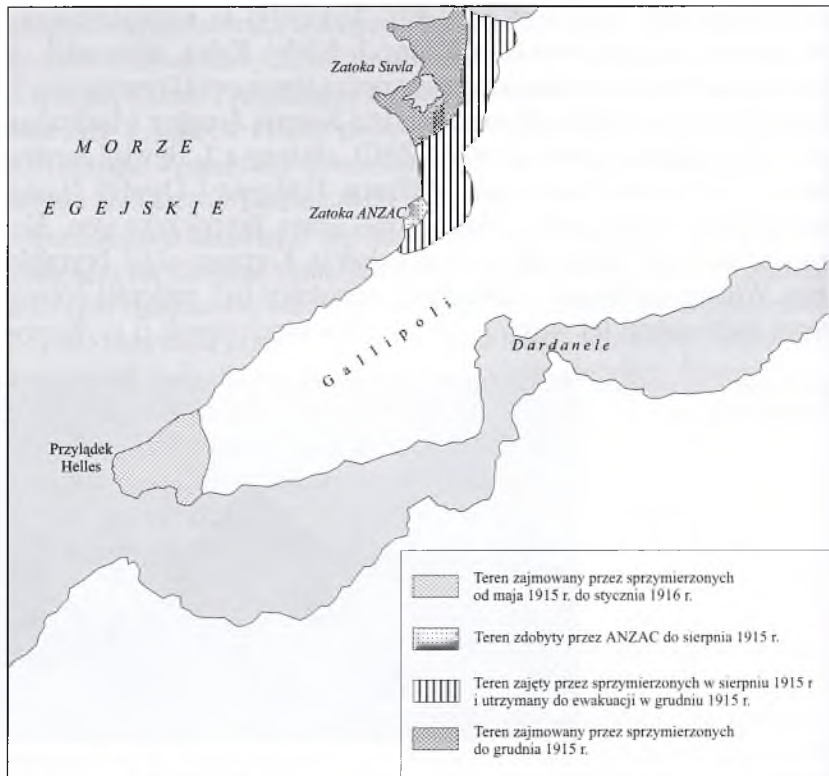 Zatoka Suvla
MORZE
EGEJSKIE
Zatoka ANZAC
Gallipoli
Dardanele
Przylądek
Helles
Teren zajmowany przez sprzymierzonych
od maja 1915 r. do stycznia 1916 r.
Teren zdobyty przez ANZAC do sierpnia 1915 r.
Teren zajęty przez sprzymierzonych w sierpniu 1915 r
i utrzymany do ewakuacji w grudniu 1915 r.
Teren zajmowany przez sprzymierzonych
do grudnia 1915 r.